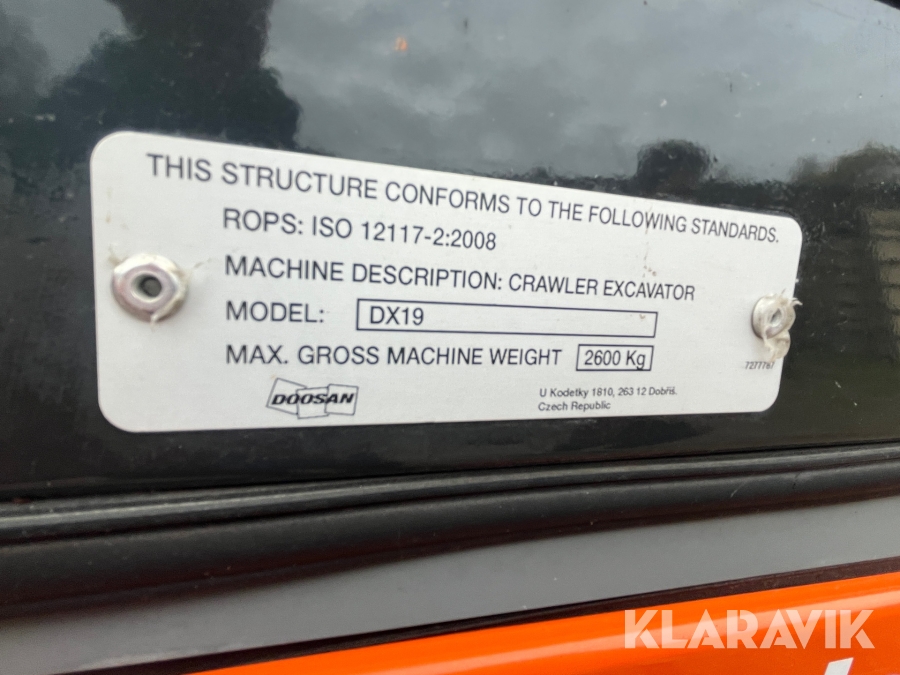 THIS STRUCTURE CONFORMS TO THE FOLLOWING STANDARDS.
ROPS: ISO 12117-2:2008
MACHINE DESCRIPTION: CRAWLER EXCAVATOR
MODEL: DX19
MAX. GROSS MACHINE WEIGHT 2600 Kg
7277767
DOOSAN
U Kodetky 1810, 263 12 Dobříš.
Czech Republic
KLARAVIK